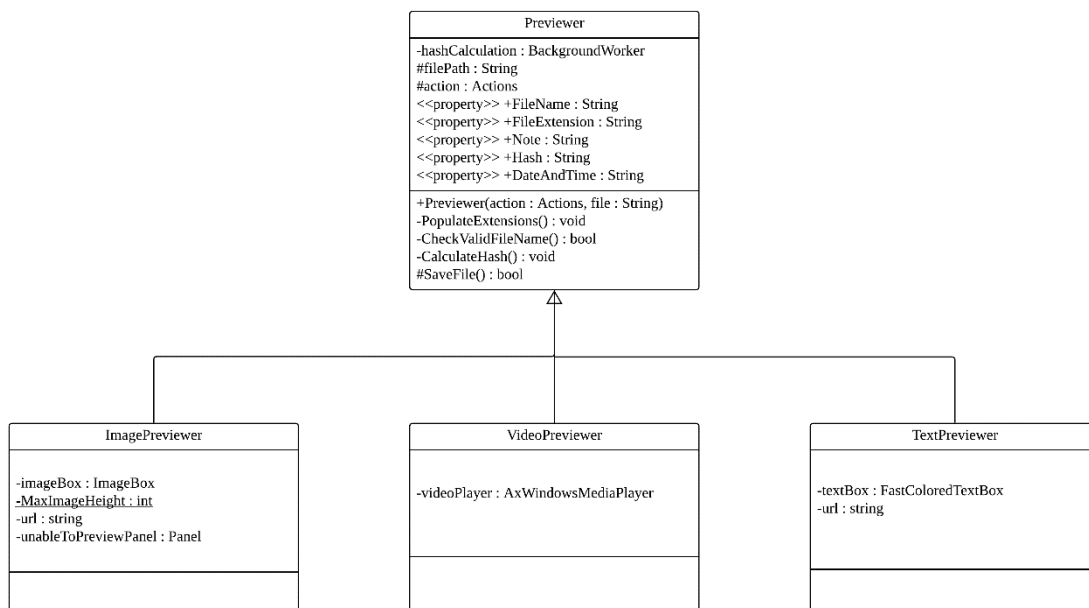 Previewer
-hashCalculation : BackgroundWorker
#filePath : String
#action : Actions
<<property>> +FileName : String
<<property>> +FileExtension : String
<<property>> +Note : String
<<property>> +Hash : String
<<property>> +DateAndTime : String
+Previewer(action : Actions, file : String)
-PopulateExtensions() : void
-CheckValidFileName() : bool
-CalculateHash() : void
#SaveFile() : bool
ImagePreviewer
-imageBox : ImageBox
-MaxImageHeight : int
-url : string
-unableToPreviewPanel : Panel
VideoPreviewer
-videoPlayer : AxWindowsMediaPlayer
TextPreviewer
-textBox : FastColoredTextBox
-url : string